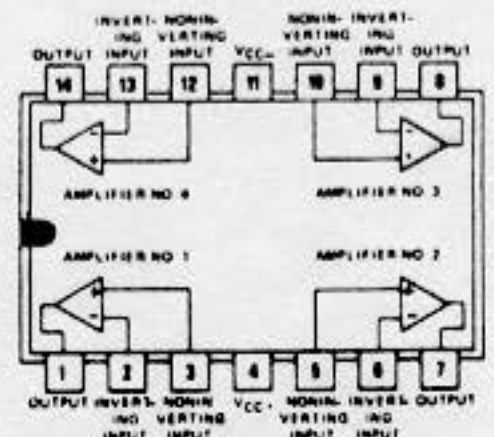 INVERT- NONIN- NONIN- INVERT-
ING VERTING VERTING ING
OUTPUT INPUT INPUT VCC- INPUT INPUT OUTPUT
14 13 12 11 10 9 8
- + + -
AMPLIFIER NO 4 AMPLIFIER NO 3
AMPLIFIER NO 1 AMPLIFIER NO 2
+ - + -
1 2 3 4 5 6 7
OUTPUT INVERT- NONIN VCC+ NONIN- INVERT- OUTPUT
ING VERTING VERTING ING
INPUT INPUT INPUT INPUT